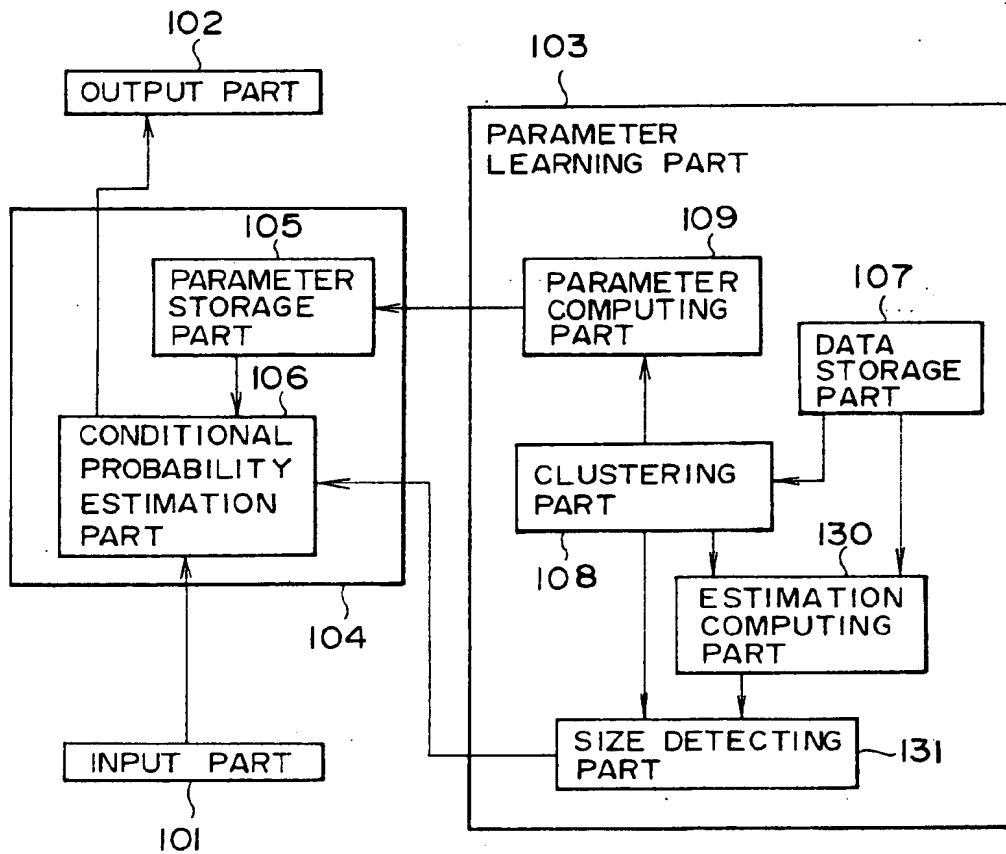 102
OUTPUT PART
103
PARAMETER
LEARNING PART
105
PARAMETER
STORAGE
PART
109
PARAMETER
COMPUTING
PART
107
DATA
STORAGE
PART
106
CONDITIONAL
PROBABILITY
ESTIMATION
PART
CLUSTERING
PART
108
130
ESTIMATION
COMPUTING
PART
104
SIZE DETECTING
PART
131
INPUT PART
101